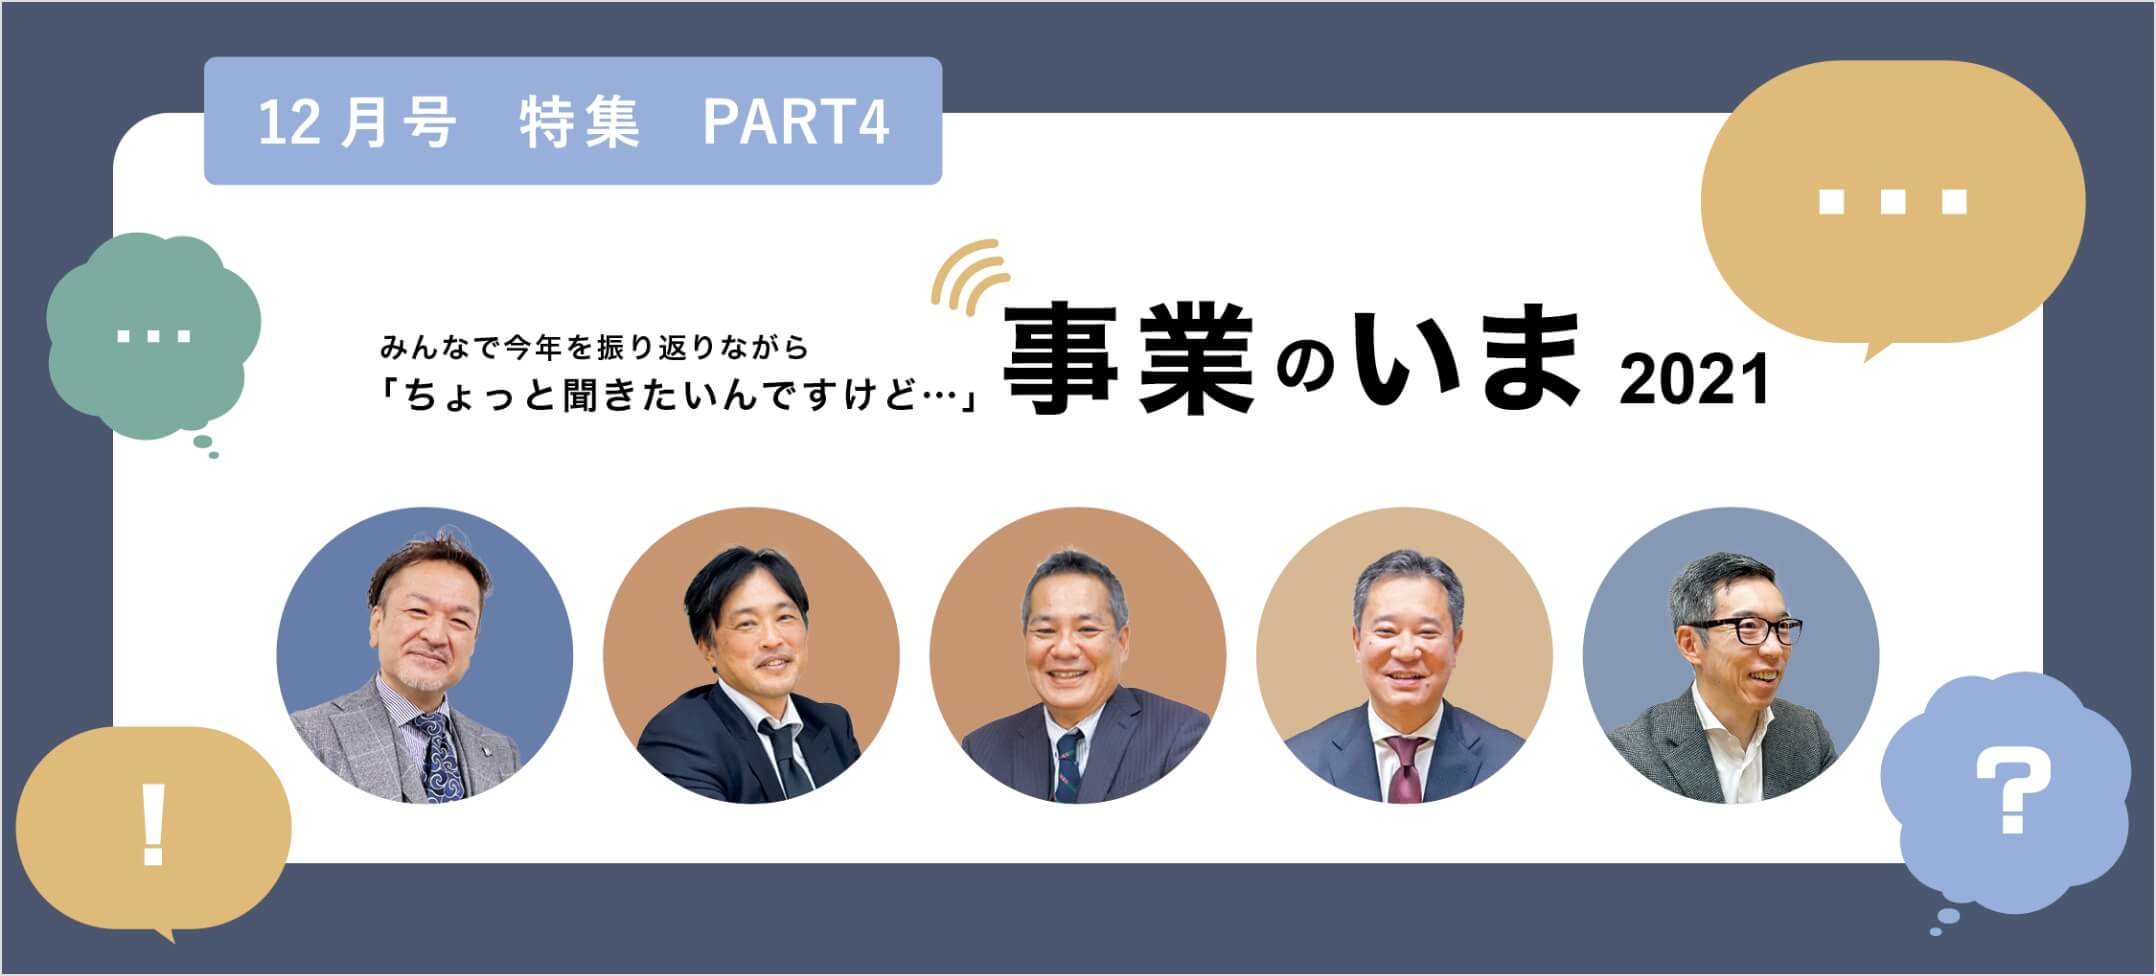 12月号　特集　PART4
...
...
みんなで今年を振り返りながら
「ちょっと聞きたいんですけど…」
事業のいま 2021
!
?